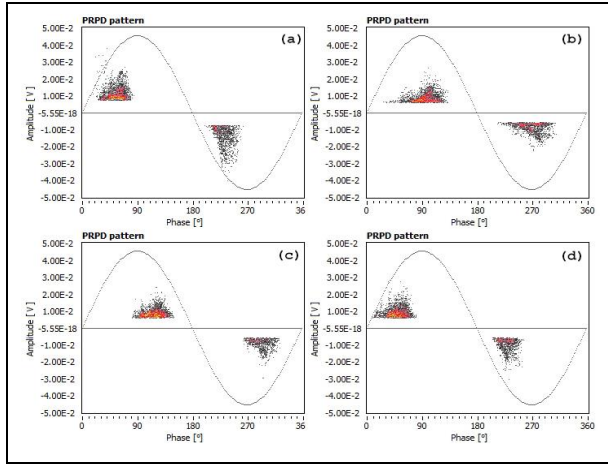 PRPD pattern
5.00E-2
4.00E-2
3.00E-2
2.00E-2
1.00E-2
-5.55E-18
-1.00E-2
-2.00E-2
-3.00E-2
-4.00E-2
-5.00E-2
Amplitude [ V ]
(a)
0 90 180 270 36
Phase [°]
PRPD pattern
5.00E-2
4.00E-2
3.00E-2
2.00E-2
1.00E-2
-5.55E-18
-1.00E-2
-2.00E-2
-3.00E-2
-4.00E-2
-5.00E-2
Amplitude [ V ]
(b)
0 90 180 270 360
Phase [°]
PRPD pattern
5.00E-2
4.00E-2
3.00E-2
2.00E-2
1.00E-2
-5.55E-18
-1.00E-2
-2.00E-2
-3.00E-2
-4.00E-2
-5.00E-2
Amplitude [ V ]
(c)
0 90 180 270 36
Phase [°]
PRPD pattern
5.00E-2
4.00E-2
3.00E-2
2.00E-2
1.00E-2
-5.55E-18
-1.00E-2
-2.00E-2
-3.00E-2
-4.00E-2
-5.00E-2
Amplitude [ V ]
(d)
0 90 180 270 360
Phase [°]